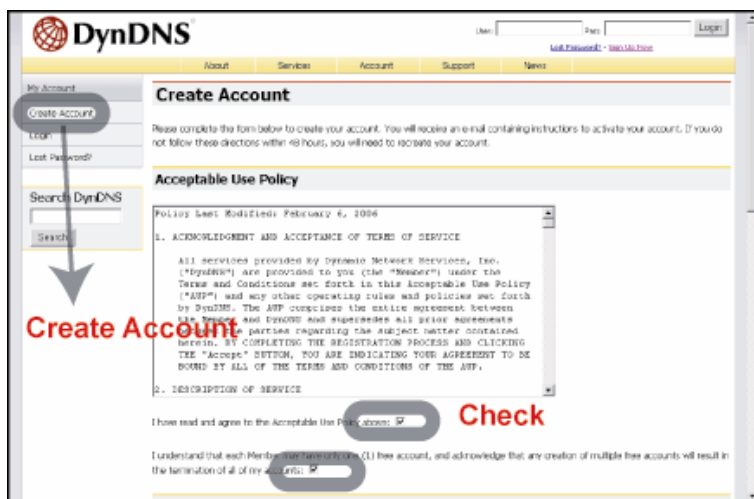 DynDNS
User: Pass: Login
Lost Password? - Sign Up Now
About Services Account Support News
My Account
Create Account
Login
Lost Password?
Search DynDNS
Search
Create Account
Please complete the form below to create your account. You will receive an e-mail containing instructions to activate your account. If you do
not follow these directions within 48 hours, you will need to recreate your account.
Acceptable Use Policy
Policy Last Modified: February 6, 2006
1. ACKNOWLEDGMENT AND ACCEPTANCE OF TERMS OF SERVICE
All services provided by Dynamic Network Services, Inc.
("DynDNS") are provided to you (the "Member") under the
Terms and Conditions set forth in this Acceptable Use Policy
("AUP") and any other operating rules and policies set forth
by DynDNS. The AUP comprises the entire agreement between
the Member and DynDNS and supersedes all prior agreements
between the parties regarding the subject matter contained
herein. BY COMPLETING THE REGISTRATION PROCESS AND CLICKING
THE "Accept" BUTTON, YOU ARE INDICATING YOUR AGREEMENT TO BE
BOUND BY ALL OF THE TERMS AND CONDITIONS OF THE AUP.
2. DESCRIPTION OF SERVICE
Create Account
I have read and agree to the Acceptable Use Policy above:
Check
I understand that each Member may have only one (1) free account, and acknowledge that any creation of multiple free accounts will result in
the termination of all of my accounts: